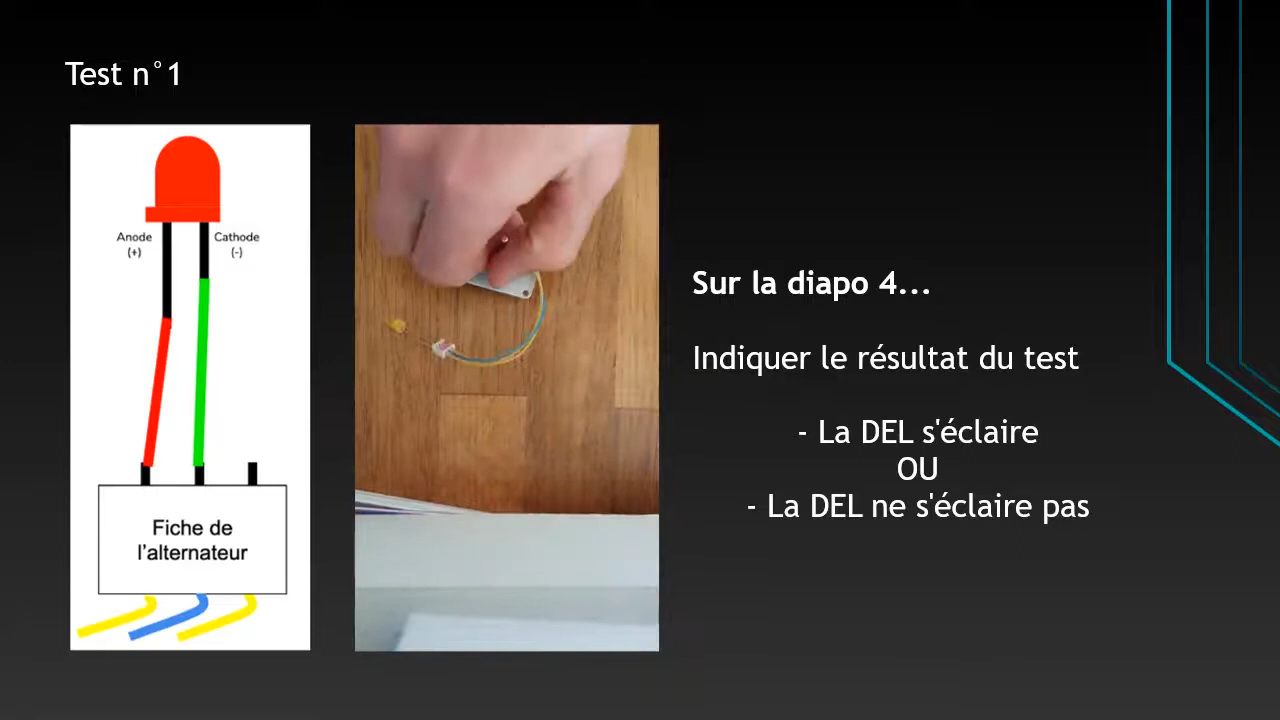 Test n°1
Anode
(+)
Cathode
(-)
Fiche de
l'alternateur
Sur la diapo 4...
Indiquer le résultat du test
- La DEL s'éclaire
OU
- La DEL ne s'éclaire pas